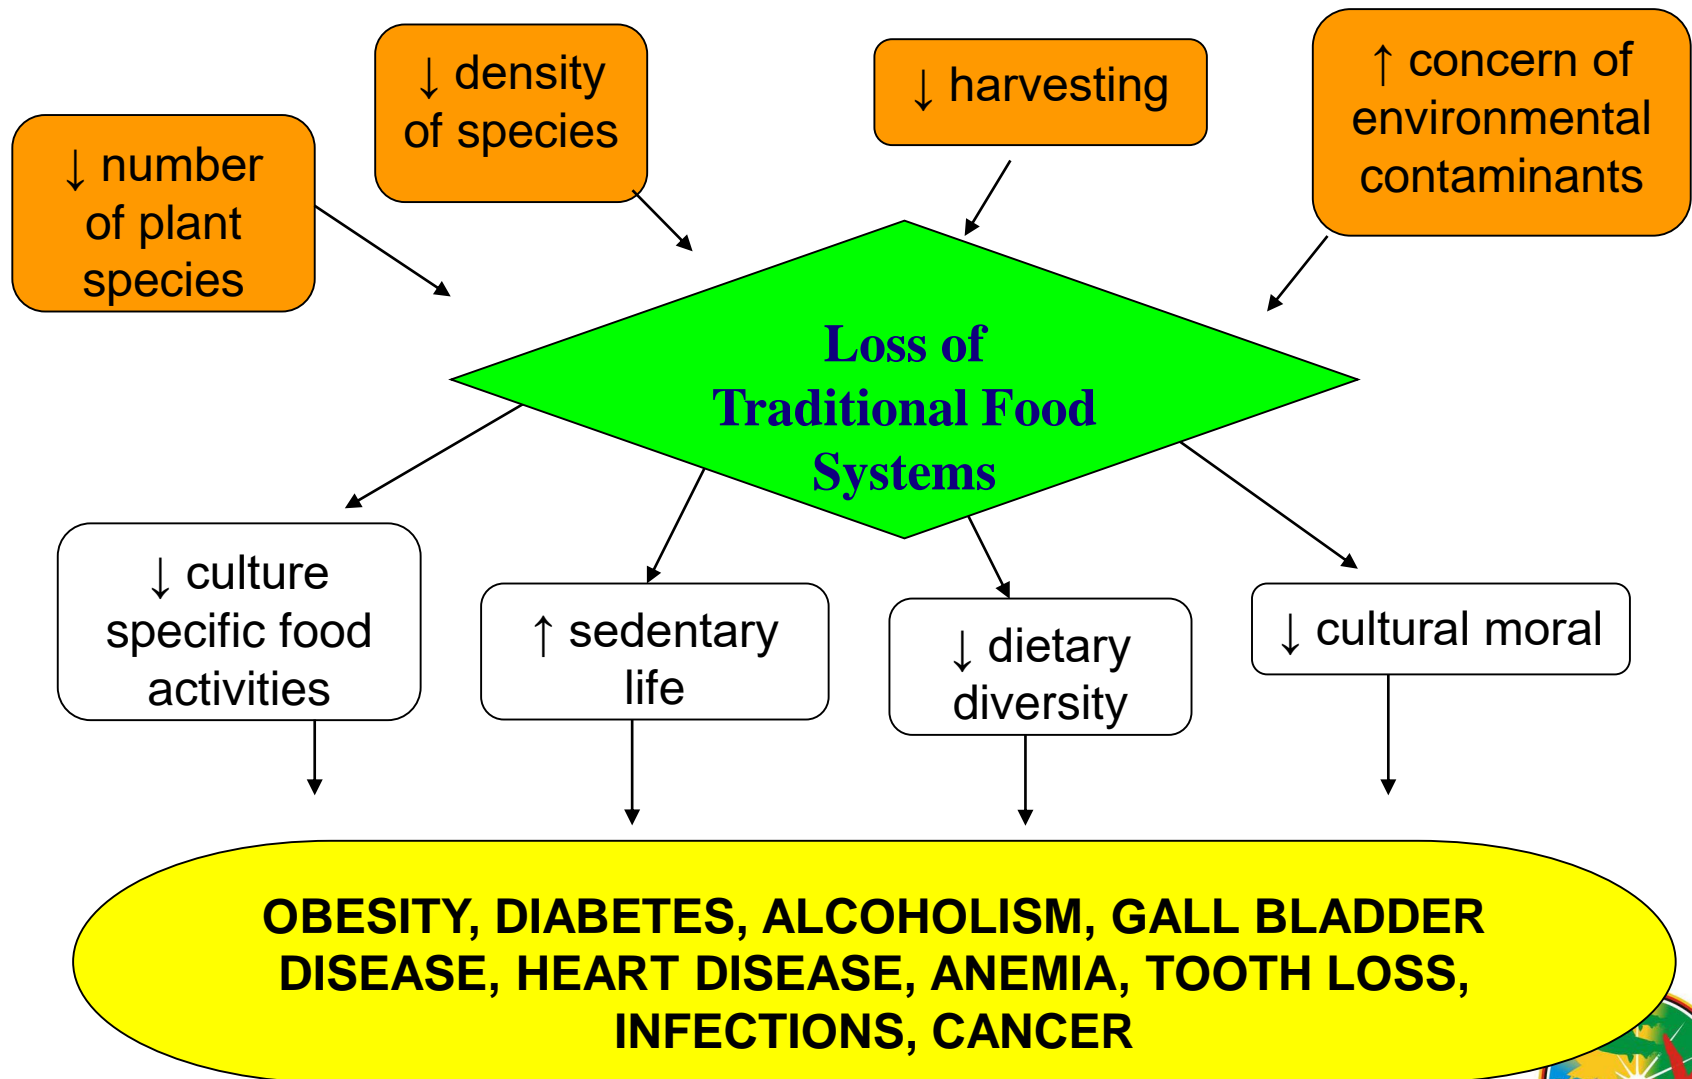 ↓ number
of plant
species
↓ density
of species
↓ harvesting
↑ concern of
environmental
contaminants
Loss of
Traditional Food
Systems
↓ culture
specific food
activities
↑ sedentary
life
↓ dietary
diversity
↓ cultural moral
OBESITY, DIABETES, ALCOHOLISM, GALL BLADDER
DISEASE, HEART DISEASE, ANEMIA, TOOTH LOSS,
INFECTIONS, CANCER